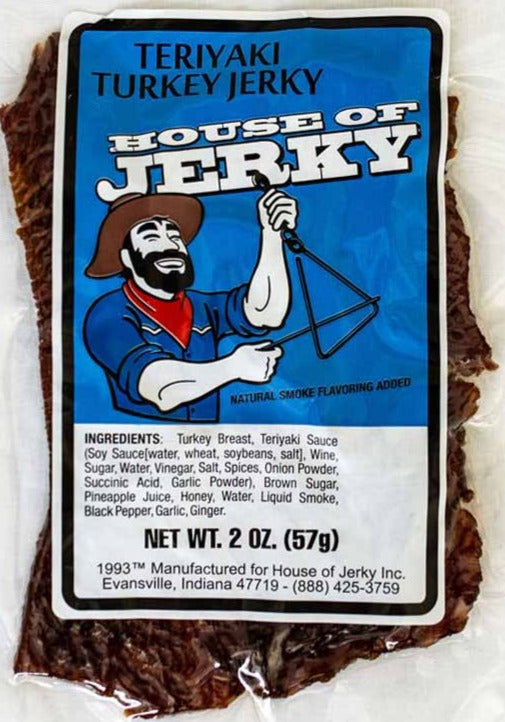 TERIYAKI
TURKEY JERKY
HOUSE OF
JERKY
NATURAL SMOKE FLAVORING ADDED
INGREDIENTS: Turkey Breast, Teriyaki Sauce
(Soy Sauce[water, wheat, soybeans, salt], Wine,
Sugar, Water, Vinegar, Salt, Spices, Onion Powder,
Succinic Acid, Garlic Powder), Brown Sugar,
Pineapple Juice, Honey, Water, Liquid Smoke,
Black Pepper, Garlic, Ginger.
NET WT. 2 OZ. (57g)
1993™ Manufactured for House of Jerky Inc.
Evansville, Indiana 47719 - (888) 425-3759